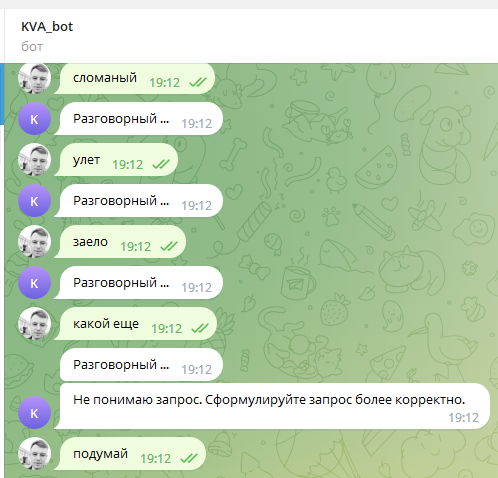 KVA_bot
бот
сломаный 19:12
K
Разговорный ... 19:12
улет 19:12
K
Разговорный ... 19:12
заело 19:12
K
Разговорный ... 19:12
какой еще 19:12
Разговорный ... 19:12
Не понимаю запрос. Сформулируйте запрос более корректно.
19:12
K
подумай 19:12